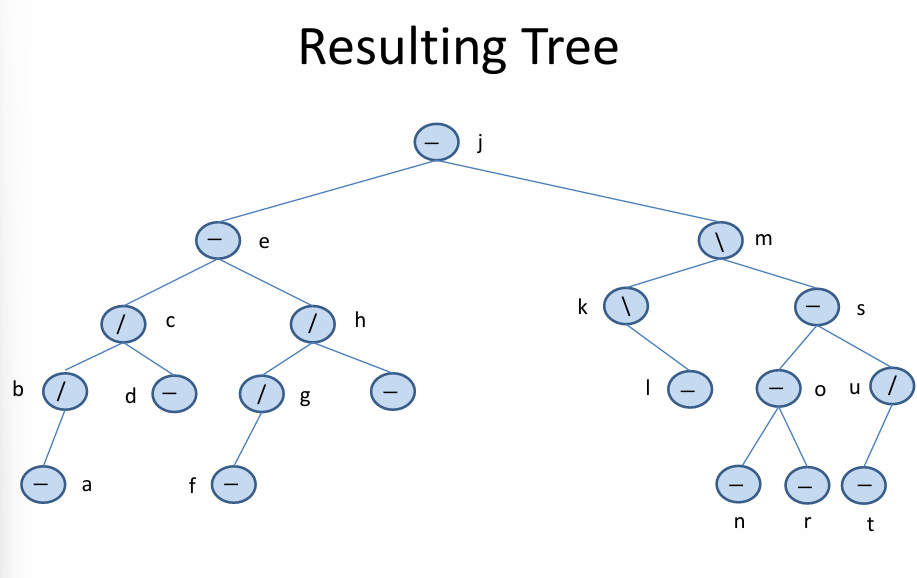 Resulting Tree
– j
– e
\ m
/ c
/ h
k \
– s
b /
d –
/ g
–
l –
– o
u /
– a
f –
–
–
–
n
r
t